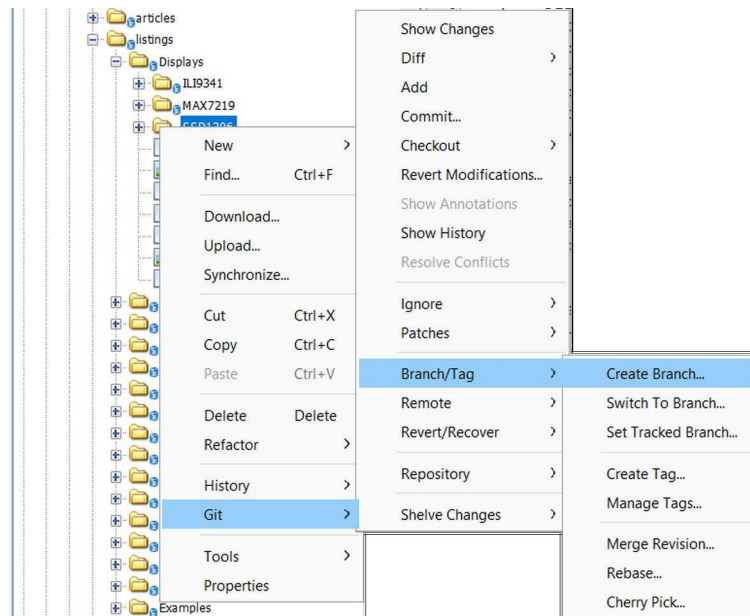 articles
listings
Displays
ILI9341
MAX7219
New
Find... Ctrl+F
Download...
Upload...
Synchronize...
Cut Ctrl+X
Copy Ctrl+C
Paste Ctrl+V
Delete Delete
Refactor
History
Git
Tools
Properties
Examples
Show Changes
Diff
Add
Commit...
Checkout
Revert Modifications...
Show Annotations
Show History
Resolve Conflicts
Ignore
Patches
Branch/Tag
Remote
Revert/Recover
Repository
Shelve Changes
Create Branch...
Switch To Branch...
Set Tracked Branch...
Create Tag...
Manage Tags...
Merge Revision...
Rebase...
Cherry Pick...